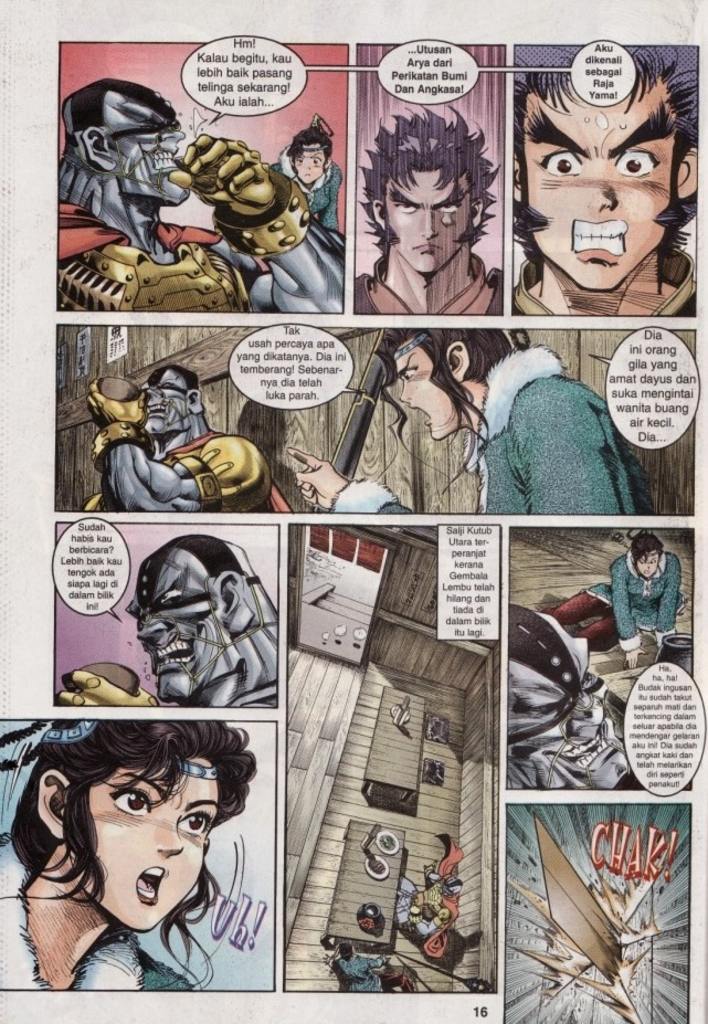 Hm!
Kalau begitu, kau
lebih baik pasang
telinga sekarang!
Aku ialah...
...Utusan
Arya dari
Perikatan Bumi
Dan Angkasa!
Aku
dikenali
sebagai
Raja
Yama!
Tak
usah percaya apa
yang dikatanya. Dia ini
temberang! Sebenar-
nya dia telah
luka parah.
Dia
ini orang
gila yang
amat dayus dan
suka mengintai
wanita buang
air kecil.
Dia...
Sudah
habis kau
berbicara?
Lebih baik kau
tengok ada
siapa lagi di
dalam bilik
ini!
Salji Kutub
Utara ter-
peranjat
kerana
Gembala
Lembu telah
hilang dan
tiada di
dalam bilik
itu lagi.
Ha,
ha, ha!
Budak ingusan
itu sudah takut
separuh mati dan
terkencing dalam
seluar apabila dia
mendengar gelaran
aku ini! Dia sudah
angkat kaki dan
telah melarikan
diri seperti
penakut!
Uh!
CHAK!
16